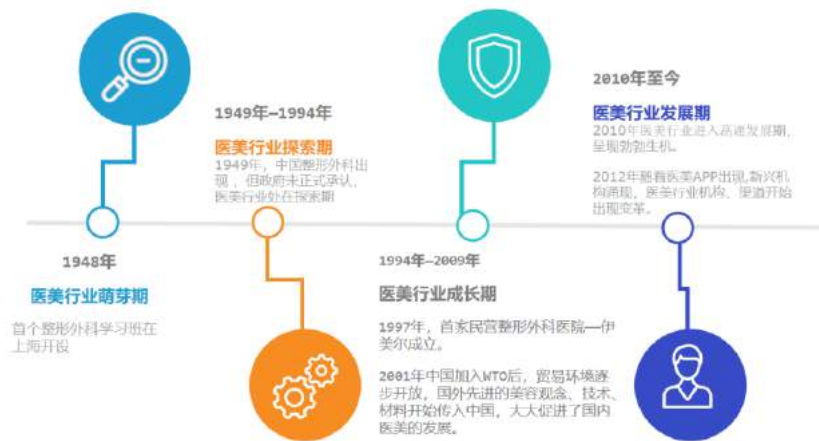 1948年
医美行业萌芽期
首个整形外科学习班在
上海开设
1949年—1994年
医美行业探索期
1949年，中国整形外科出
现，但政府未正式承认，
医美行业处在探索期
1994年—2009年
医美行业成长期
1997年，首家民营整形外科医院—伊
美尔成立。
2001年中国加入WTO后，贸易环境逐
步开放，国外先进的美容观念、技术、
材料开始传入中国，大大促进了国内
医美的发展。
2010年至今
医美行业发展期
2010年医美行业进入高速发展期，
呈现勃勃生机。
2012年随着医美APP出现,新兴机
构涌现，医美行业机构、渠道开始
出现变革。